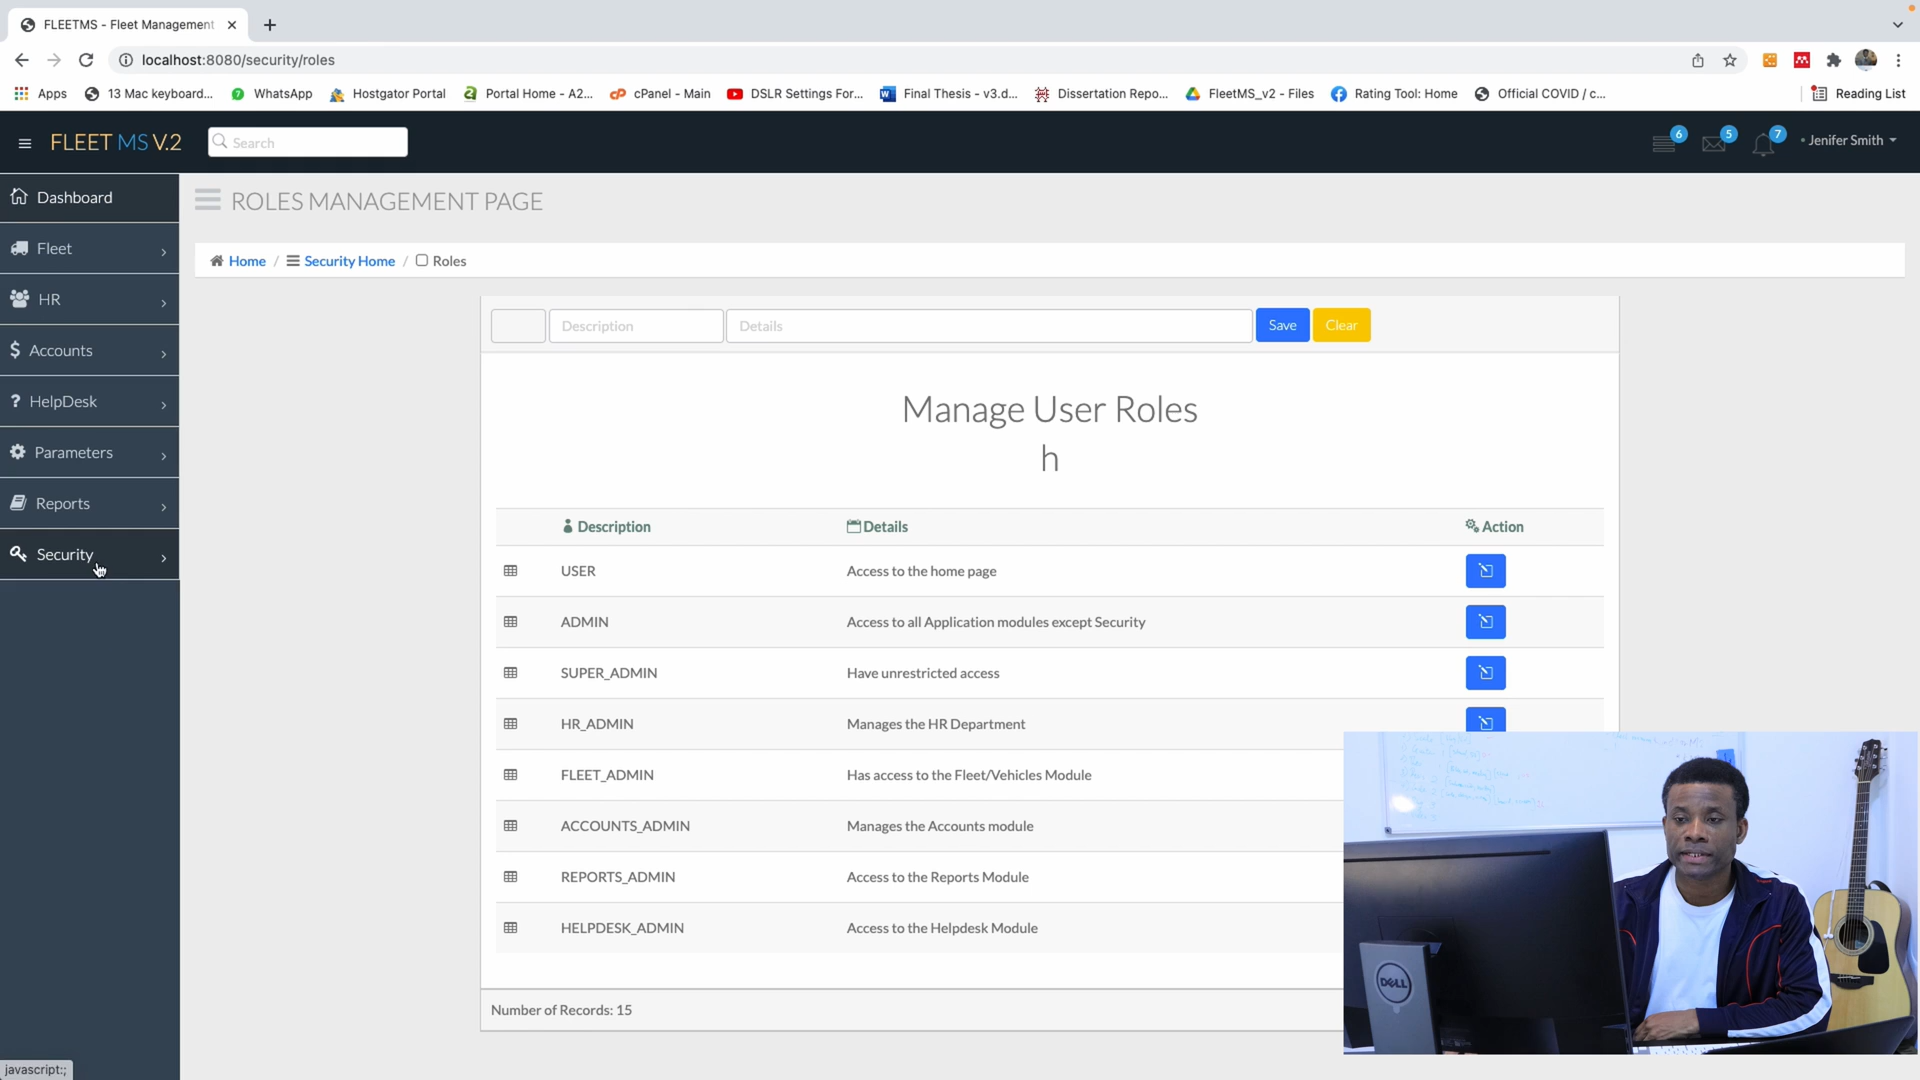 FLEETMS - Fleet Management
localhost:8080/security/roles
Apps 13 Mac keyboard... WhatsApp Hostgator Portal Portal Home - A2... cPanel - Main DSLR Settings For... Final Thesis - v3.d... Dissertation Repo... FleetMS_v2 - Files Rating Tool: Home Official COVID / c... Reading List
FLEET MS V.2 Search 6 5 7 Jenifer Smith
Dashboard
Fleet
HR
Accounts
HelpDesk
Parameters
Reports
Security
ROLES MANAGEMENT PAGE
Home / Security Home / Roles
Description Details Save Clear
Manage User Roles
h
Description Details Action
USER Access to the home page
ADMIN Access to all Application modules except Security
SUPER_ADMIN Have unrestricted access
HR_ADMIN Manages the HR Department
FLEET_ADMIN Has access to the Fleet/Vehicles Module
ACCOUNTS_ADMIN Manages the Accounts module
REPORTS_ADMIN Access to the Reports Module
HELPDESK_ADMIN Access to the Helpdesk Module
Number of Records: 15
DELL
javascript:;